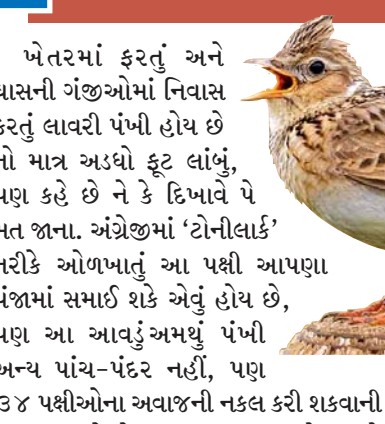 ખેતરમાં ફરતું અને
ઘાસની ગંજીઓમાં નિવાસ
કરતું લાવરી પંખી હોય છે
તો માત્ર અડધો ફૂટ લાંબું,
પણ કહે છે ને કે દિખાવે પે
મત જાના. અંગ્રેજીમાં ‘ટોનીલાર્ક’
તરીકે ઓળખાતું આ પક્ષી આપણા
પંજામાં સમાઈ શકે એવું હોય છે,
પણ આ આવડુંઅમથું પંખી
અન્ય પાંચ-પંદર નહીં, પણ
૩૪ પક્ષીઓના અવાજની નકલ કરી શકવાની